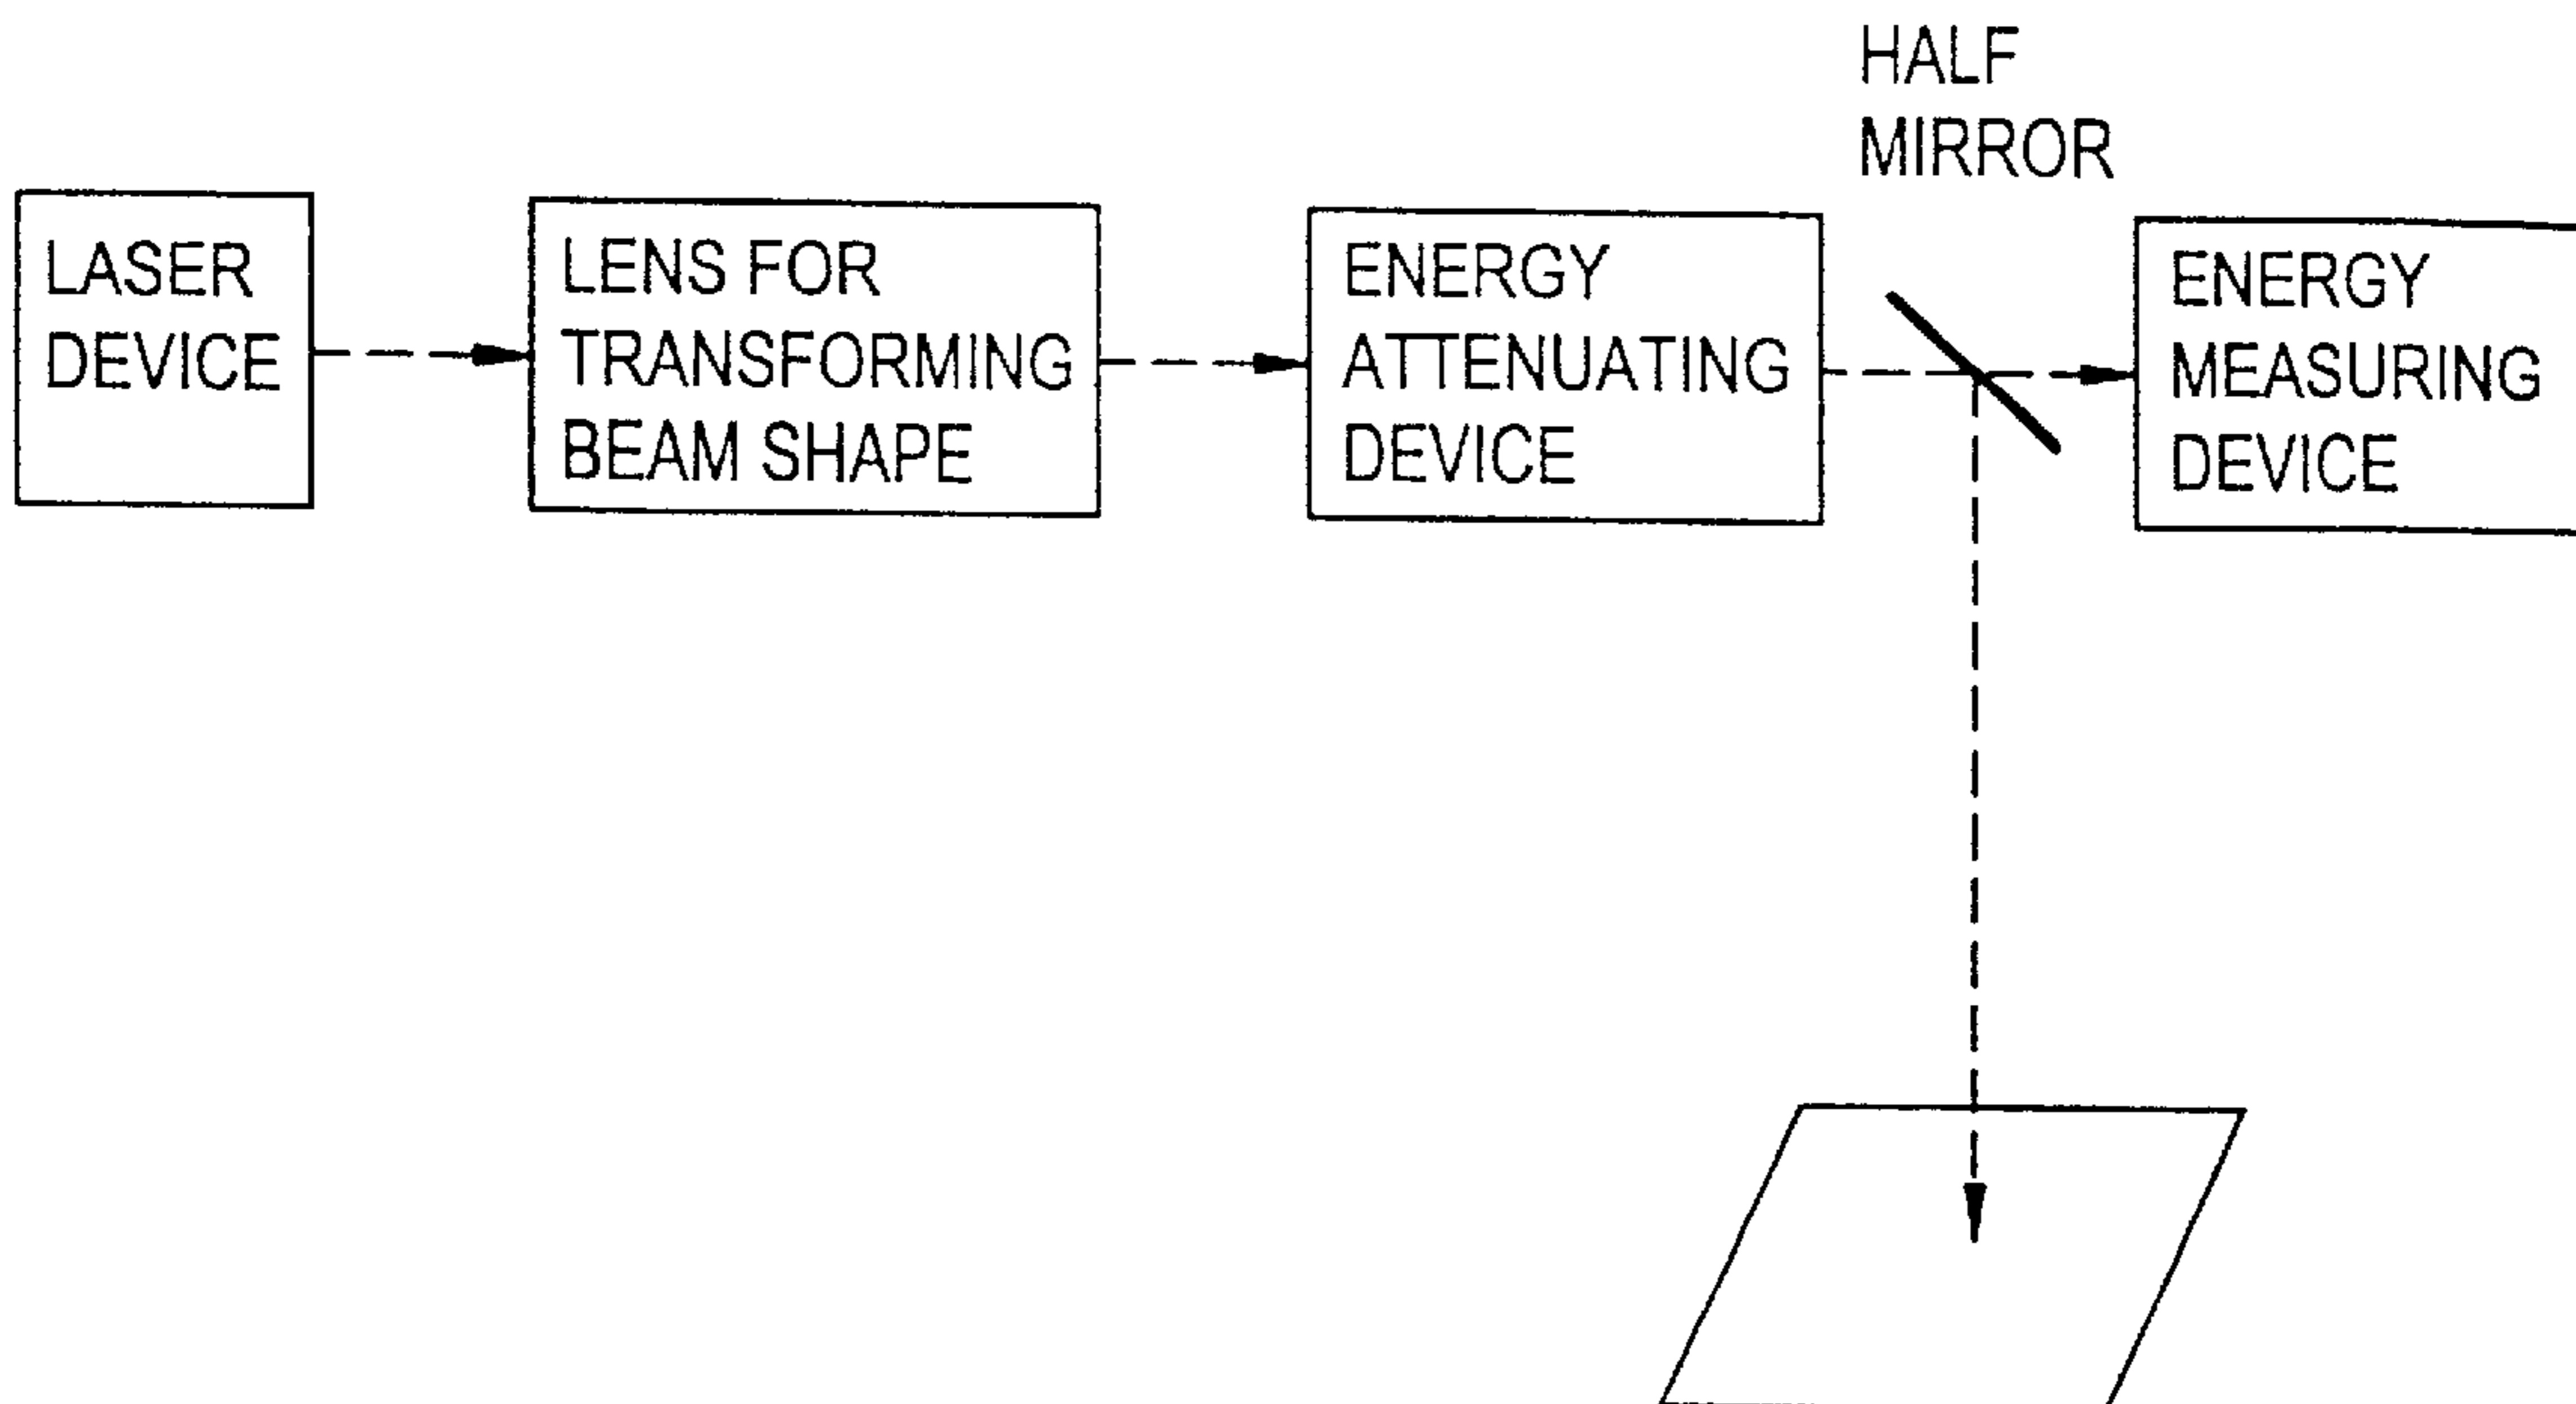 HALF
MIRROR
LASER
DEVICE
LENS FOR
TRANSFORMING
BEAM SHAPE
ENERGY
ATTENUATING
DEVICE
ENERGY
MEASURING
DEVICE